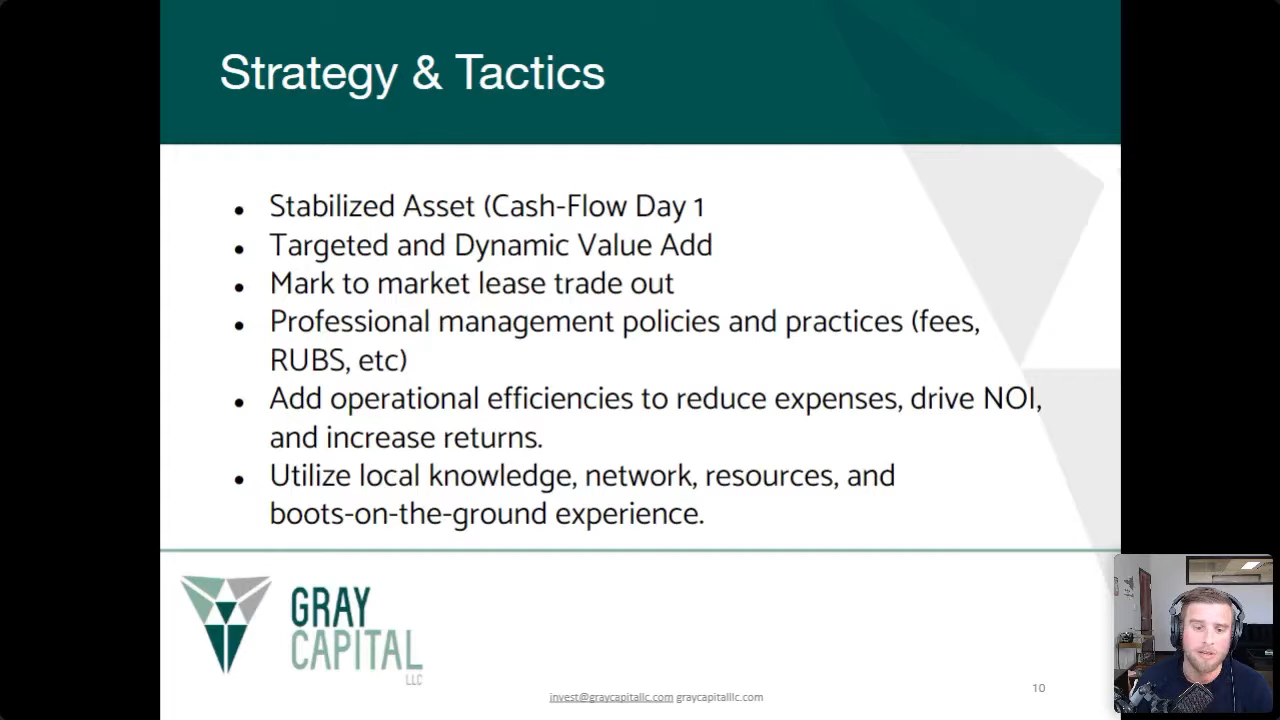 Strategy & Tactics
• Stabilized Asset (Cash-Flow Day 1
• Targeted and Dynamic Value Add
• Mark to market lease trade out
• Professional management policies and practices (fees,
RUBS, etc)
• Add operational efficiencies to reduce expenses, drive NOI,
and increase returns.
• Utilize local knowledge, network, resources, and
boots-on-the-ground experience.
GRAY
CAPITAL
LLC
invest@graycapitallc.com graycapitalllc.com
10